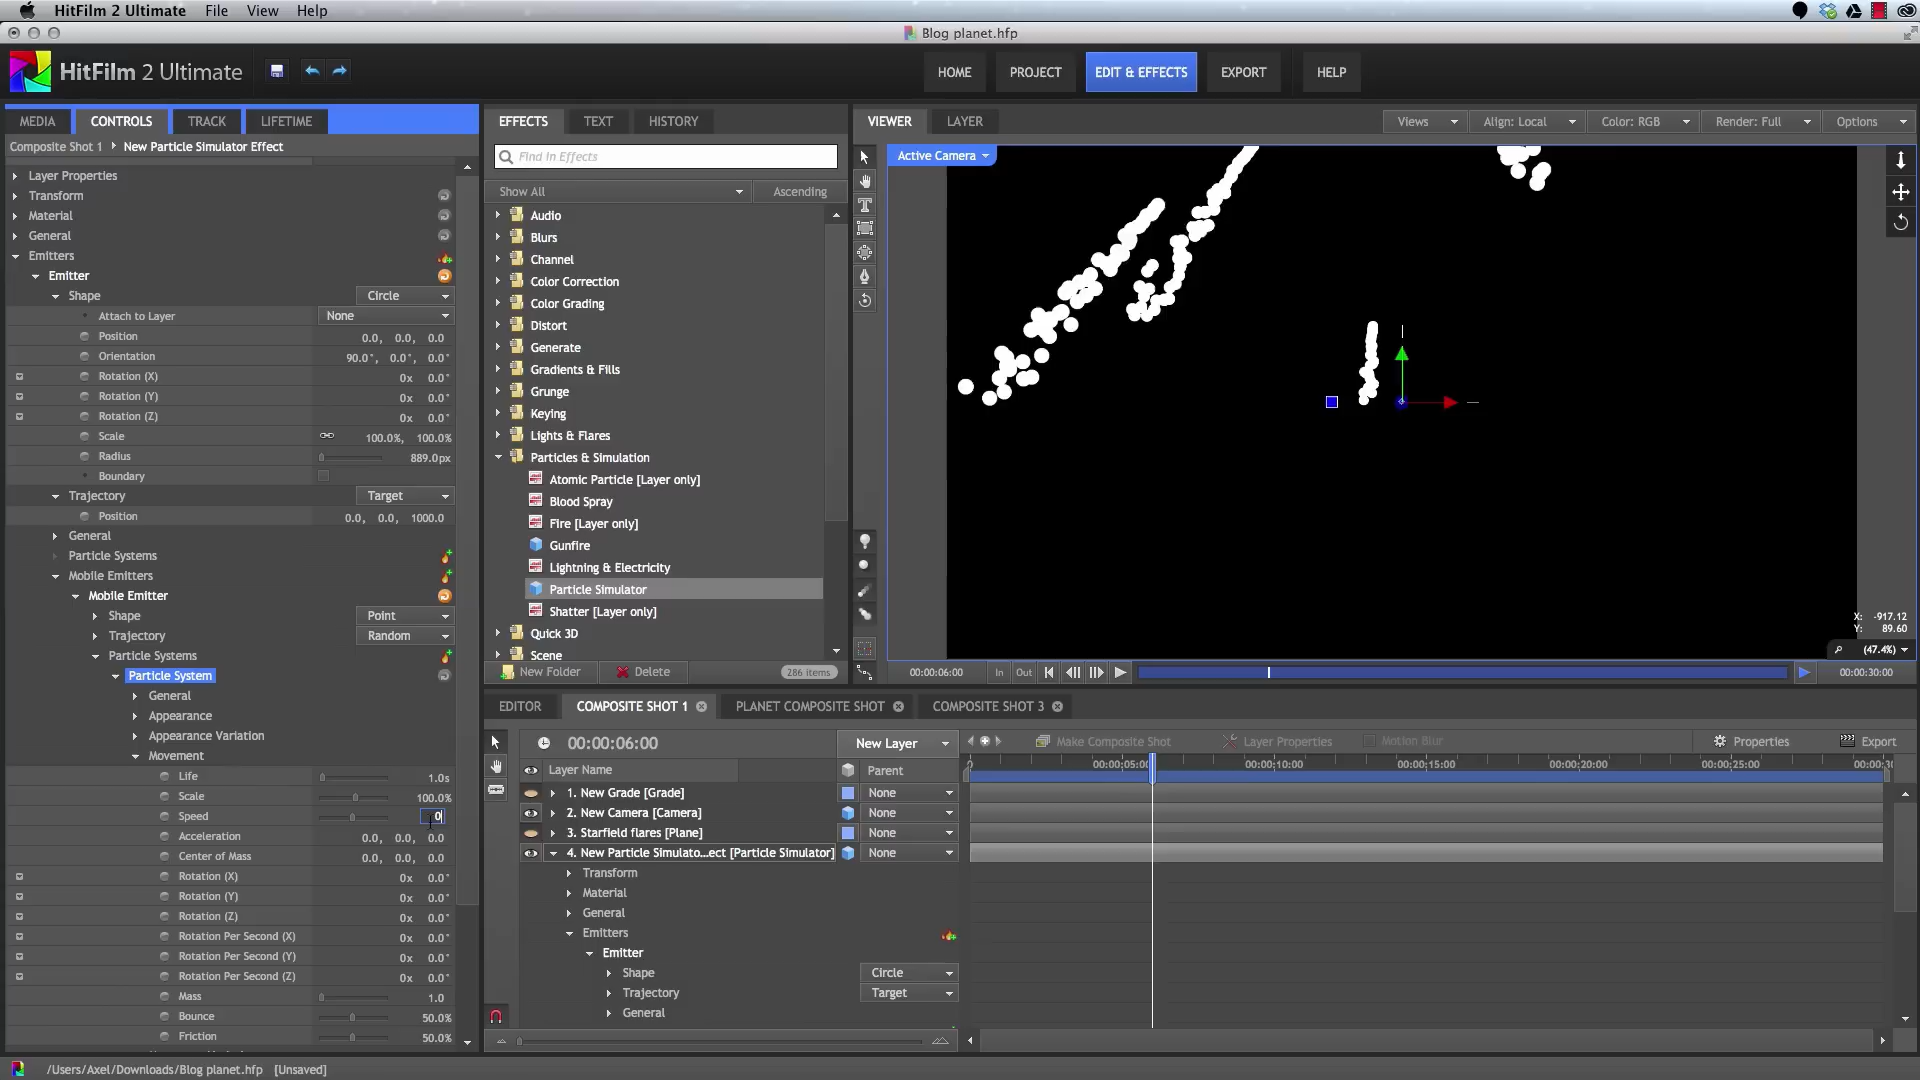 HitFilm 2 Ultimate File View Help
Blog planet.hfp
HitFilm 2 Ultimate
HOME PROJECT EDIT & EFFECTS EXPORT HELP
MEDIA CONTROLS TRACK LIFETIME
Composite Shot 1 New Particle Simulator Effect
Layer Properties
Transform
Material
General
Emitters
Emitter
Shape Circle
Attach to Layer None
Position 0.0, 0.0, 0.0
Orientation 90.0°, 0.0°, 0.0°
Rotation (X) 0x 0.0°
Rotation (Y) 0x 0.0°
Rotation (Z) 0x 0.0°
Scale 100.0%, 100.0%
Radius 889.0px
Boundary
Trajectory Target
Position 0.0, 0.0, 1000.0
General
Particle Systems
Mobile Emitters
Mobile Emitter
Shape Point
Trajectory Random
Particle Systems
Particle System
General
Appearance
Appearance Variation
Movement
Life 1.0s
Scale 100.0%
Speed 0
Acceleration 0.0, 0.0, 0.0
Center of Mass 0.0, 0.0, 0.0
Rotation (X) 0x 0.0°
Rotation (Y) 0x 0.0°
Rotation (Z) 0x 0.0°
Rotation Per Second (X) 0x 0.0°
Rotation Per Second (Y) 0x 0.0°
Rotation Per Second (Z) 0x 0.0°
Mass 1.0
Bounce 50.0%
Friction 50.0%
EFFECTS TEXT HISTORY
Find in Effects
Show All Ascending
Audio
Blurs
Channel
Color Correction
Color Grading
Distort
Generate
Gradients & Fills
Grunge
Keying
Lights & Flares
Particles & Simulation
Atomic Particle [Layer only]
Blood Spray
Fire [Layer only]
Gunfire
Lightning & Electricity
Particle Simulator
Shatter [Layer only]
Quick 3D
Scene
New Folder Delete 286 items
VIEWER LAYER Views Align: Local Color: RGB Render: Full Options
Active Camera
X: -917.12
Y: 89.60
(47.4%)
00:00:06:00 In Out 00:00:30:00
EDITOR COMPOSITE SHOT 1 PLANET COMPOSITE SHOT COMPOSITE SHOT 3
00:00:06:00 New Layer Make Composite Shot Layer Properties Motion Blur Properties Export
Layer Name Parent 0 00:00:05:00 00:00:10:00 00:00:15:00 00:00:20:00 00:00:25:00
1. New Grade [Grade] None
2. New Camera [Camera] None
3. Starfield flares [Plane] None
4. New Particle Simulato...ect [Particle Simulator] None
Transform
Material
General
Emitters
Emitter
Shape Circle
Trajectory Target
General
/Users/Axel/Downloads/Blog planet.hfp [Unsaved]